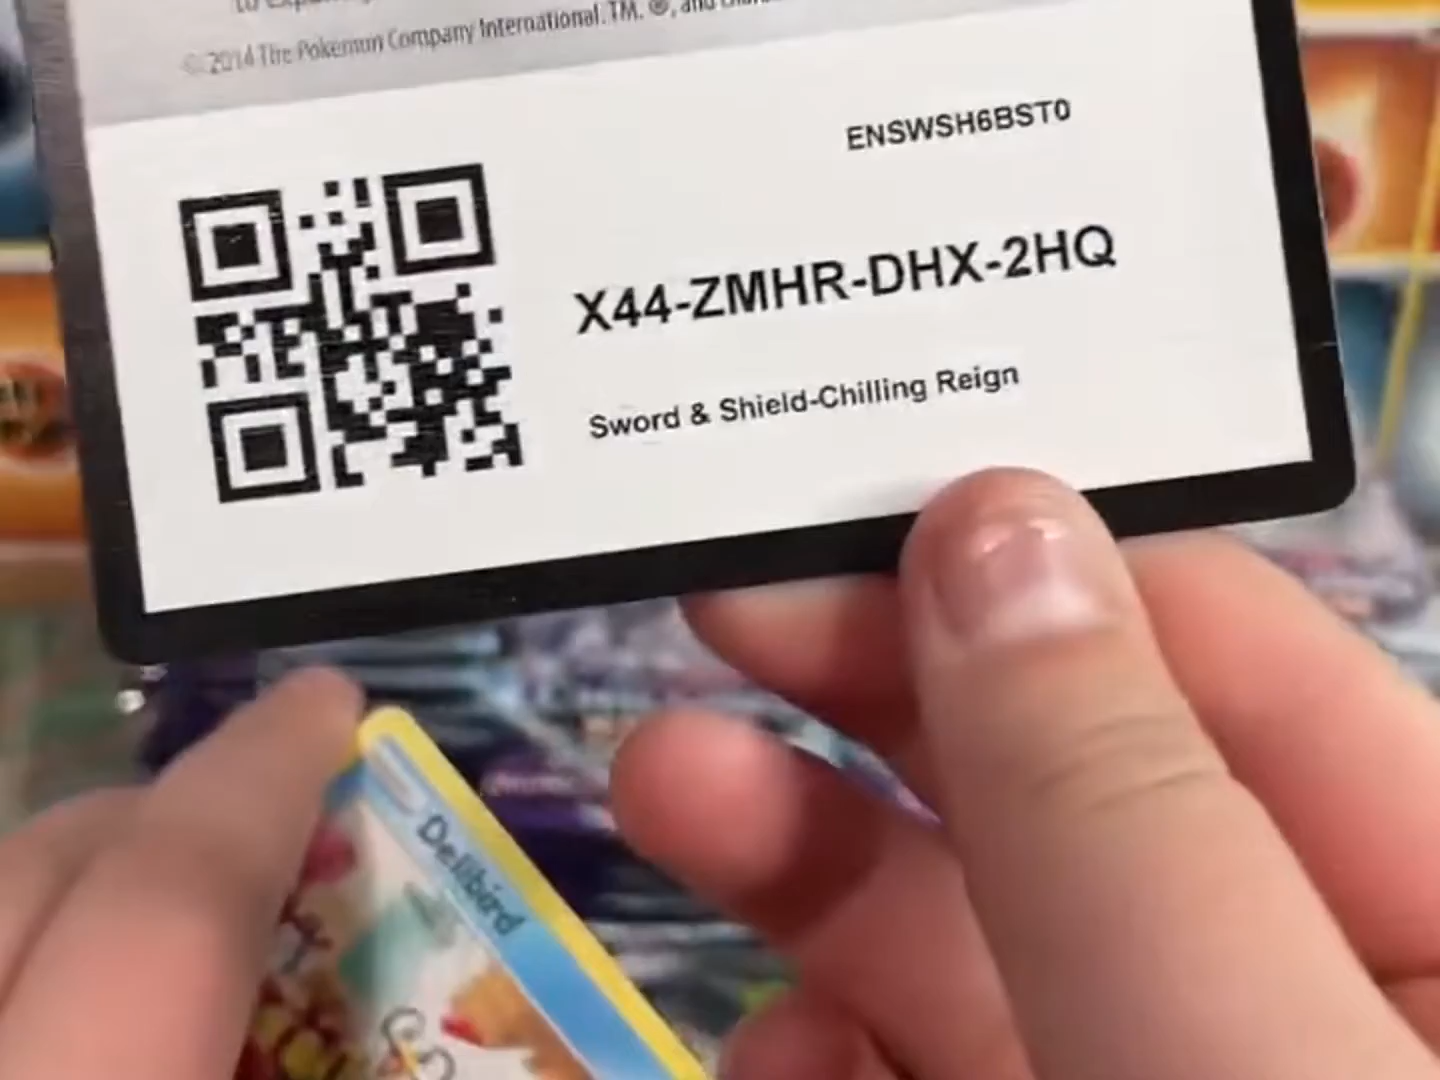 © 2014 The Pokémon Company International. TM, ®, and
ENSWSH6BST0
X44-ZMHR-DHX-2HQ
Sword & Shield-Chilling Reign
Delibird